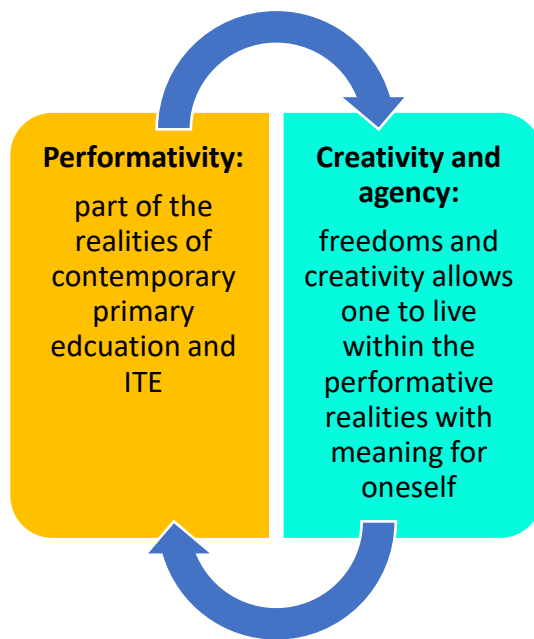 Performativity:
part of the
realities of
contemporary
primary
edcuation and
ITE
Creativity and
agency:
freedoms and
creativity allows
one to live
within the
performative
realities with
meaning for
oneself